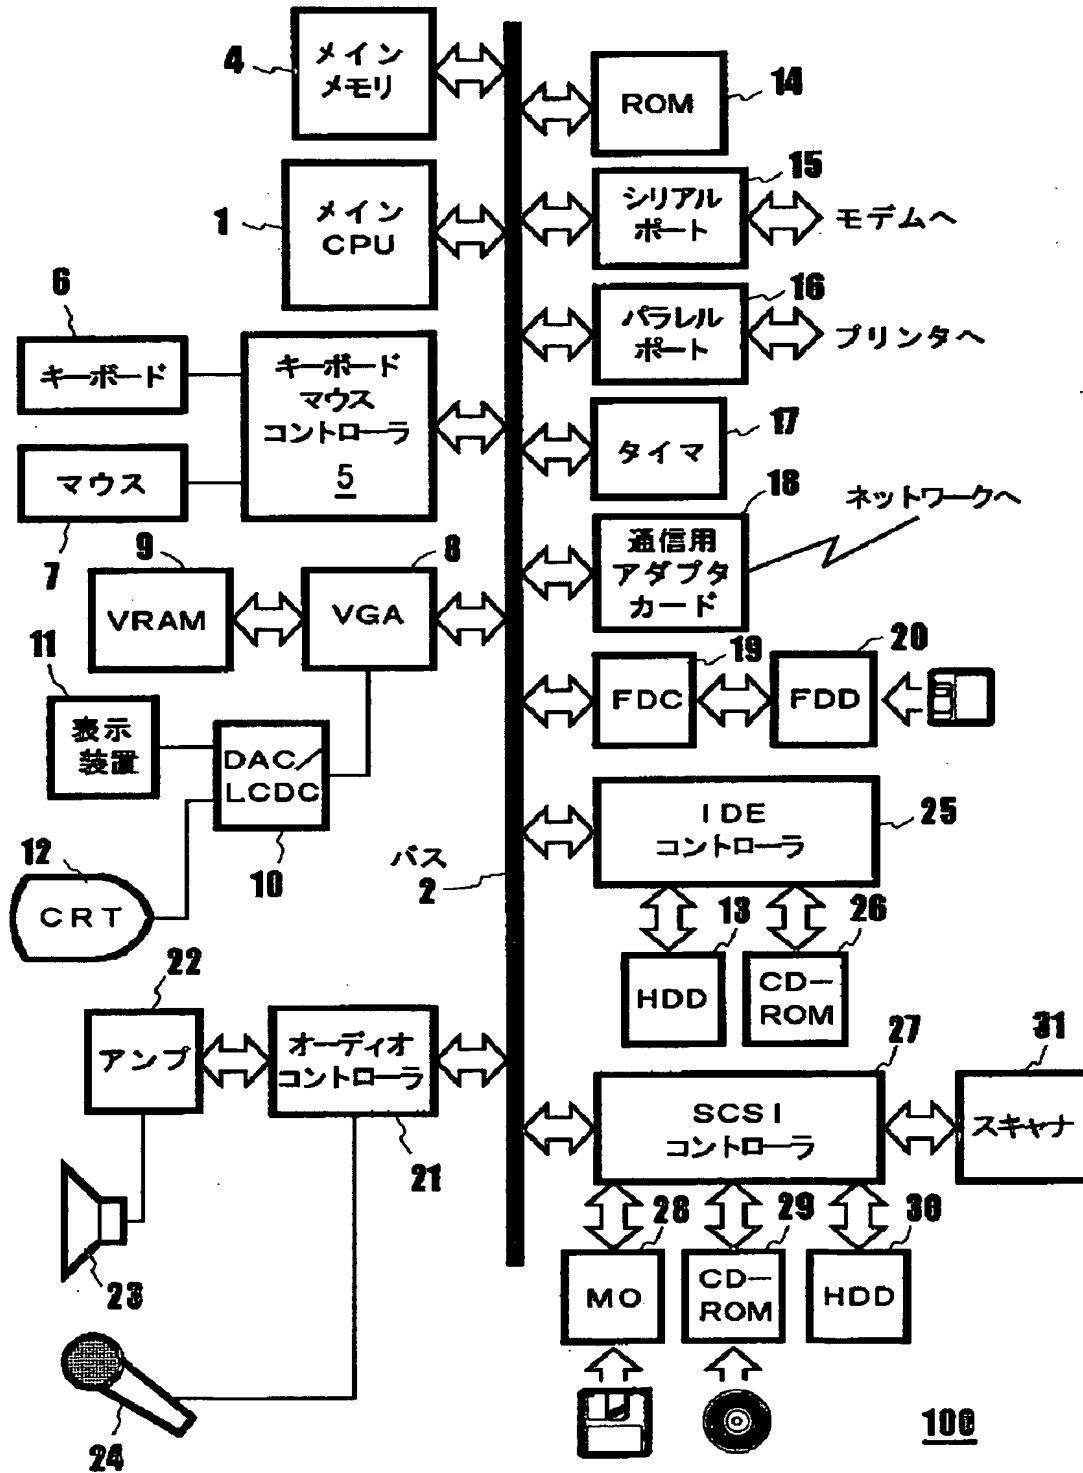 4
メイン
メモリ
ROM
14
1
メイン
CPU
15
シリアル
ポート
モデムへ
6
キーボード
キーボード
マウス
コントローラ
5
16
パラレル
ポート
プリンタへ
マウス
7
タイマ
17
18
通信用
アダプタ
カード
ネットワークへ
9
VRAM
8
VGA
11
表示
装置
DAC/
LCDC
10
19
FDC
20
FDD
12
CRT
バス
2
IDE
コントローラ
25
13
HDD
26
CD-
ROM
22
アンプ
オーディオ
コントローラ
21
27
SCSI
コントローラ
31
スキャナ
23
28
MO
29
CD-
ROM
30
HDD
24
100